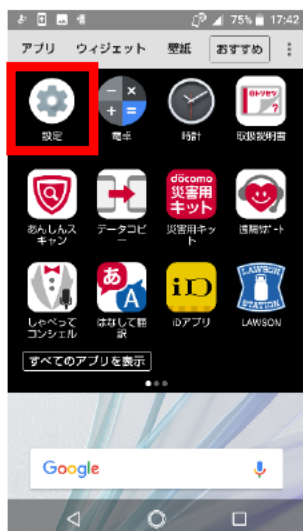 75% 17:42
アプリ ウィジェット 壁紙 おすすめ
設定 電卓 時計 取扱説明書
docomo
災害用
キット
あんしんス
キャン
データコピ
ー
災害用キッ
ト
遠隔サポート
あ
A
iD
LAWSON
STATION
しゃべって
コンシェル
はなして翻
訳
iDアプリ
LAWSON
すべてのアプリを表示
Google